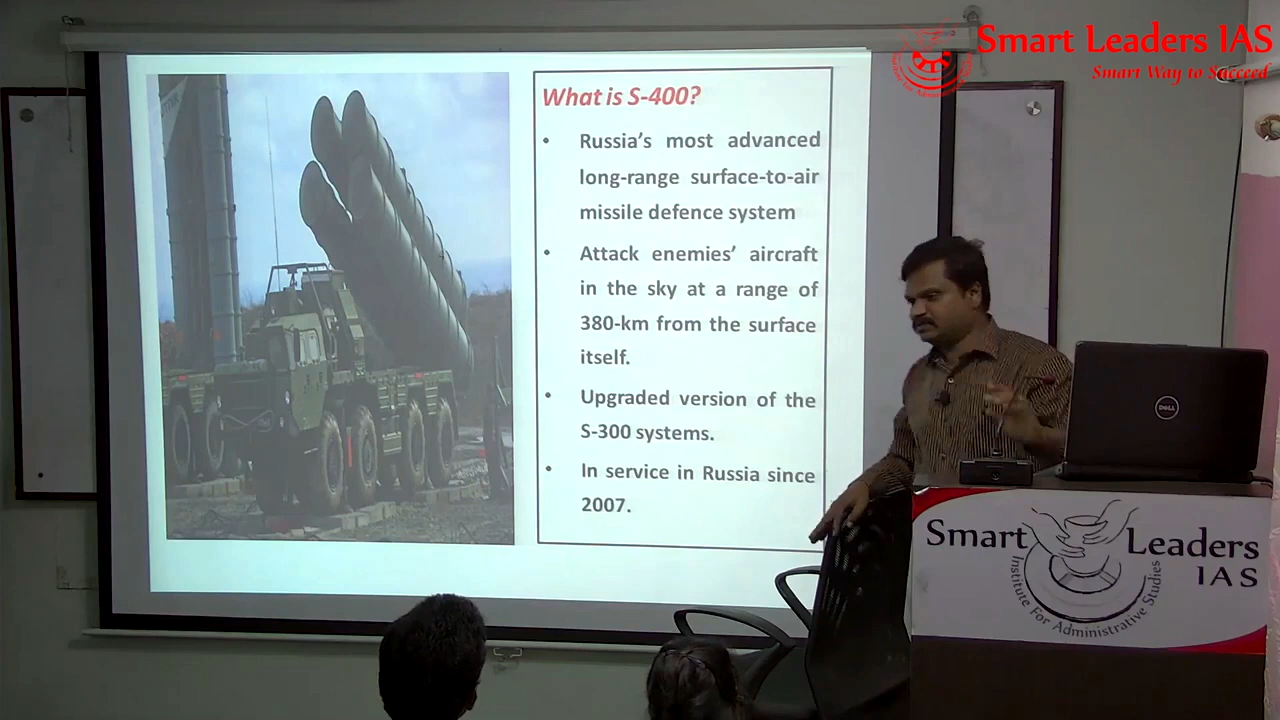 Smart Leaders IAS
Smart Way to Succeed
What is S-400?
• Russia's most advanced
long-range surface-to-air
missile defence system
• Attack enemies' aircraft
in the sky at a range of
380-km from the surface
itself.
• Upgraded version of the
S-300 systems.
• In service in Russia since
2007.
DELL
Smart Leaders
IAS
Institute For Administrative Studies